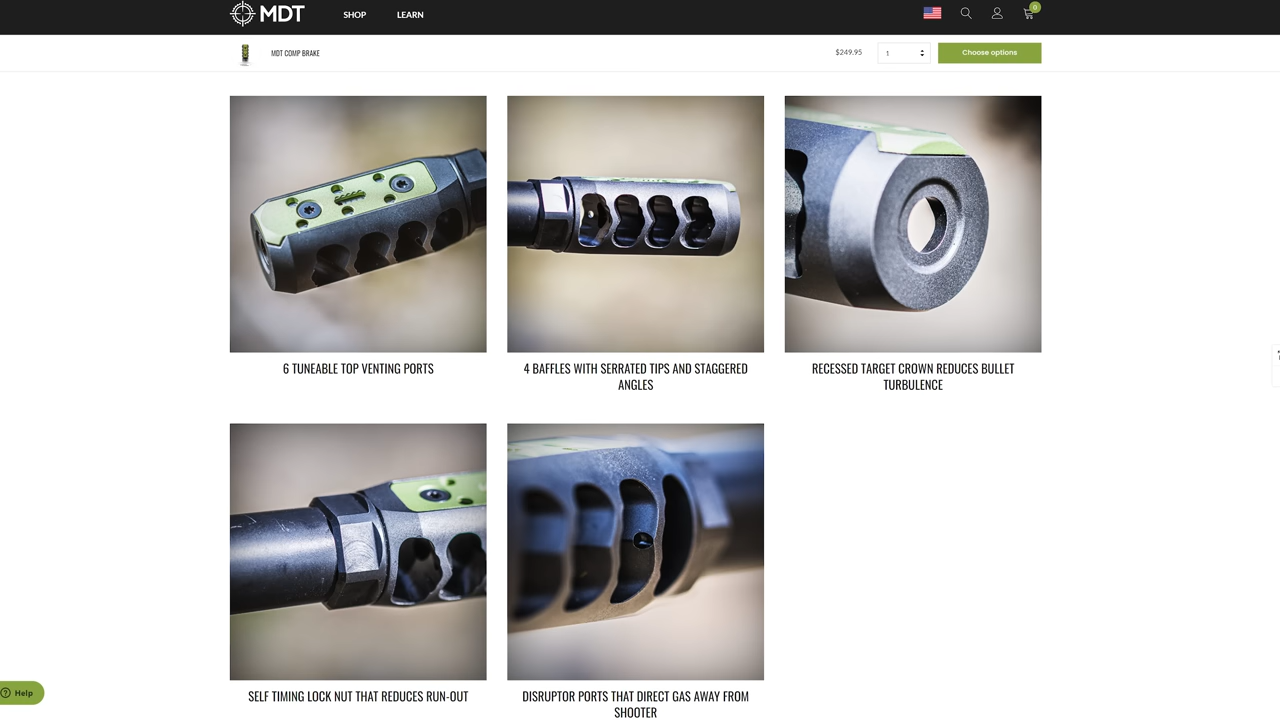 MDT
SHOP
LEARN
0
MDT COMP BRAKE
$249.95
1
Choose options
6 TUNEABLE TOP VENTING PORTS
4 BAFFLES WITH SERRATED TIPS AND STAGGERED
ANGLES
RECESSED TARGET CROWN REDUCES BULLET
TURBULENCE
SELF TIMING LOCK NUT THAT REDUCES RUN-OUT
DISRUPTOR PORTS THAT DIRECT GAS AWAY FROM
SHOOTER
Help